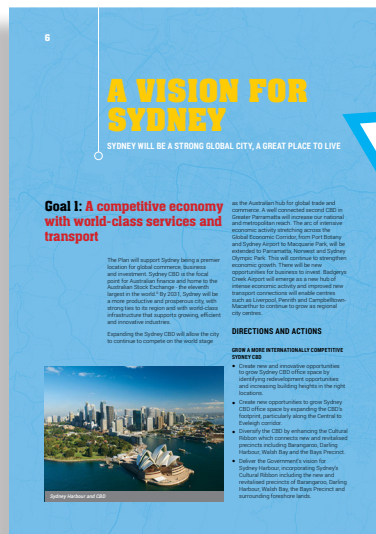 6
A VISION FOR
SYDNEY
SYDNEY WILL BE A STRONG GLOBAL CITY, A GREAT PLACE TO LIVE
Goal 1: A competitive economy
with world-class services and
transport
The Plan will support Sydney being a premier
location for global commerce, business
and investment. Sydney CBD is the focal
point for Australian finance and home to the
Australian Stock Exchange - the eleventh
largest in the world. By 2031, Sydney will be
a more productive and prosperous city, with
strong ties to its region and with world-class
infrastructure that supports growing, efficient
and innovative industries.
Expanding the Sydney CBD will allow the city
to continue to compete on the world stage
Sydney Harbour and CBD
as the Australian hub for global trade and
commerce. A well connected second CBD in
Greater Parramatta will increase our national
and metropolitan reach. The arc of intensive
economic activity stretching across the
Global Economic Corridor, from Port Botany
and Sydney Airport to Macquarie Park, will be
extended to Parramatta, Norwest and Sydney
Olympic Park. This will continue to strengthen
economic growth. There will be new
opportunities for business to invest. Badgerys
Creek Airport will emerge as a new hub of
intense economic activity and improved new
transport connections will enable centres
such as Liverpool, Penrith and Campbelltown-
Macarthur to continue to grow as regional
city centres.
DIRECTIONS AND ACTIONS
GROW A MORE INTERNATIONALLY COMPETITIVE
SYDNEY CBD
• Create new and innovative opportunities
to grow Sydney CBD office space by
identifying redevelopment opportunities
and increasing building heights in the right
locations.
• Create new opportunities to grow Sydney
CBD office space by expanding the CBD's
footprint, particularly along the Central to
Eveleigh corridor.
• Diversify the CBD by enhancing the Cultural
Ribbon which connects new and revitalised
precincts including Barangaroo, Darling
Harbour, Walsh Bay and the Bays Precinct.
• Deliver the Government's vision for
Sydney Harbour, incorporating Sydney's
Cultural Ribbon including the new and
revitalised precincts of Barangaroo, Darling
Harbour, Walsh Bay, the Bays Precinct and
surrounding foreshore lands.